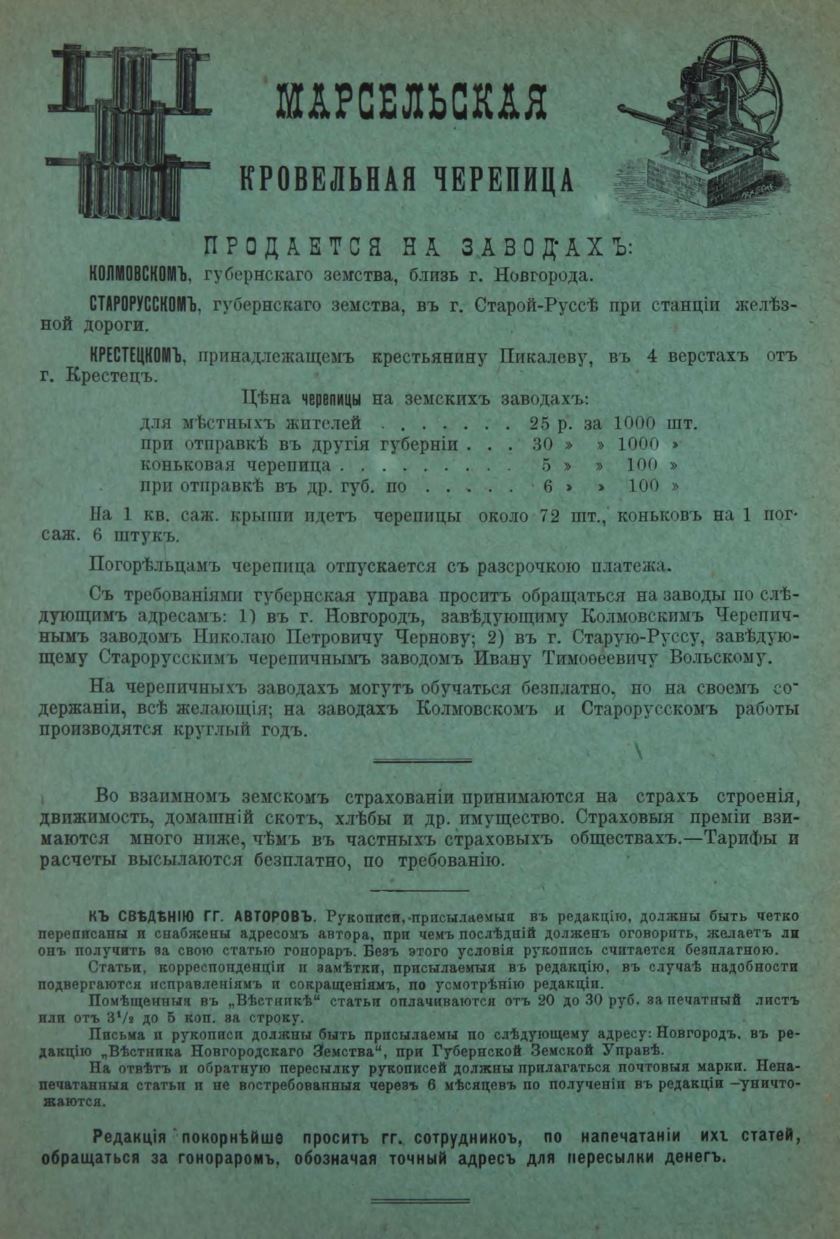 МАРСЕЛЬСКАЯ
КРОВЕЛЬНАЯ ЧЕРЕПИЦА
ПРОДАЕТСЯ НА ЗАВОДАХЪ:
КОЛМОВСКОМЪ, губернскаго земства, близь г. Новгорода.
СТАРОРУССКОМЪ, губернскаго земства, въ г. Старой-Руссѣ при станціи желѣз-
ной дороги.
КРЕСТЕЦКОМЪ, принадлежащемъ крестьянину Пикалеву, въ 4 верстахъ отъ
г. Крестецъ.
Цѣна черепицы на земскихъ заводахъ:
для мѣстныхъ жителей . . . . . . . 25 р. за 1000 шт.
при отправкѣ въ другія губерніи . . . 30 » » 1000 »
коньковая черепица . . . . . . . . . 5 » » 100 »
при отправкѣ въ др. губ. по . . . . . 6 » » 100 »
На 1 кв. саж. крыши идетъ черепицы около 72 шт., коньковъ на 1 пог.
саж. 6 штукъ.
Погорѣльцамъ черепица отпускается съ разсрочкою платежа.
Съ требованіями губернская управа проситъ обращаться на заводы по слѣ-
дующимъ адресамъ: 1) въ г. Новгородъ, завѣдующиму Колмовскимъ Черепич-
нымъ заводомъ Николаю Петровичу Чернову; 2) въ г. Старую-Руссу, завѣдую-
щему Старорусскимъ черепичнымъ заводомъ Ивану Тимоѳеевичу Вольскому.
На черепичныхъ заводахъ могутъ обучаться безплатно, но на своемъ со-
держаніи, всѣ желающія; на заводахъ Колмовскомъ и Старорусскомъ работы
производятся круглый годъ.
Во взаимномъ земскомъ страхованіи принимаются на страхъ строенія,
движимость, домашній скотъ, хлѣбы и др. имущество. Страховыя преміи взи-
маются много ниже, чѣмъ въ частныхъ страховыхъ обществахъ.—Тарифы и
расчеты высылаются безплатно, по требованію.
КЪ СВѢДѢНІЮ ГГ. АВТОРОВЪ. Рукописи, присылаемыя въ редакцію, должны быть четко
переписаны и снабжены адресомъ автора, при чемъ послѣдній долженъ оговорить, желаетъ ли
онъ получить за свою статью гонораръ. Безъ этого условія рукопись считается безплатною.
Статьи, корреспонденціи и замѣтки, присылаемыя въ редакцію, въ случаѣ надобности
подвергаются исправленіямъ и сокращеніямъ, по усмотрѣнію редакціи.
Помѣщенныя въ „Вѣстникѣ“ статьи оплачиваются отъ 20 до 30 руб. за печатный листъ
или отъ 3¹/₂ до 5 коп. за строку.
Письма и рукописи должны быть присылаемы по слѣдующему адресу: Новгородъ. въ ре-
дакцію „Вѣстника Новгородскаго Земства“, при Губернской Земской Управѣ.
На отвѣтъ и обратную пересылку рукописей должны прилагаться почтовыя марки. Нена-
печатанныя статьи и не востребованныя черезъ 6 мѣсяцевъ по полученіи въ редакціи —уничто-
жаются.
Редакція покорнѣйше проситъ гг. сотрудниковъ, по напечатаніи ихъ статей,
обращаться за гонораромъ, обозначая точный адресъ для пересылки денегъ.